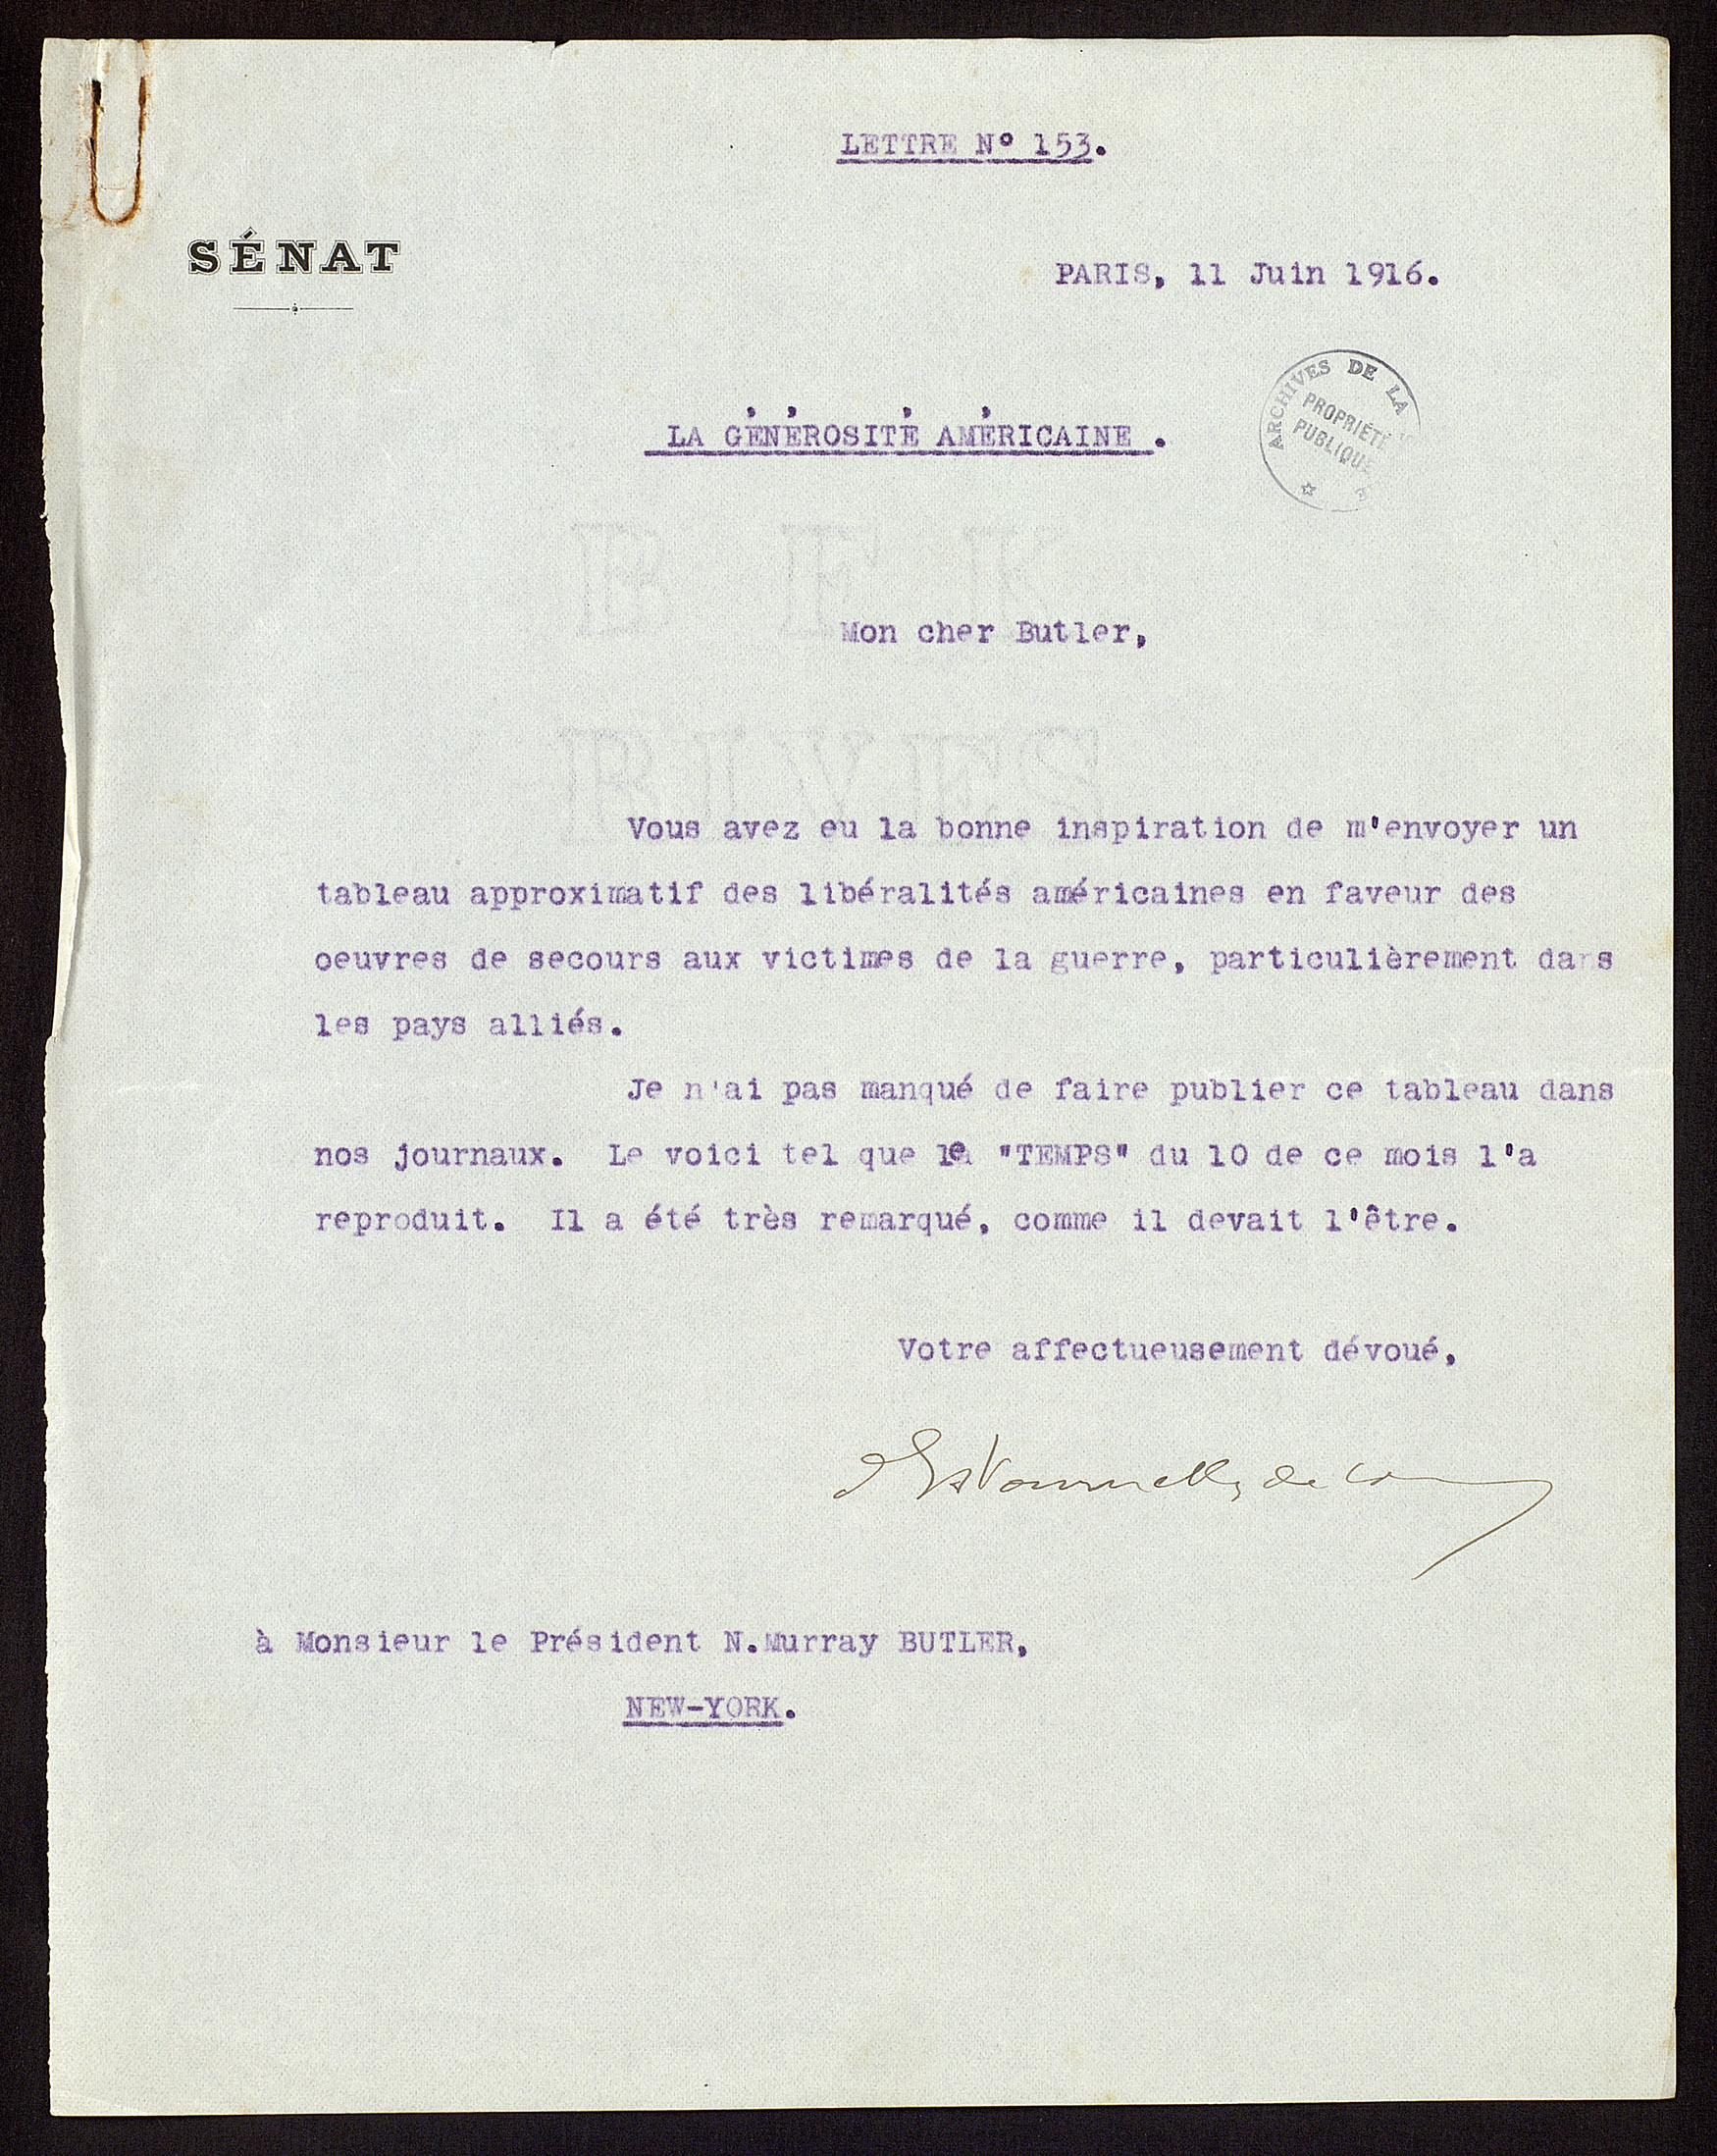 LETTRE N° 153.
SÉNAT
PARIS, 11 Juin 1916.
ARCHIVES DE LA
PROPRIÉTÉ
PUBLIQUE
LA GÉNÉROSITÉ AMÉRICAINE .
B F K
RIVES
Mon cher Butler,
Vous avez eu la bonne inspiration de m'envoyer un
tableau approximatif des libéralités américaines en faveur des
oeuvres de secours aux victimes de la guerre, particulièrement dans
les pays alliés.
Je n'ai pas manqué de faire publier ce tableau dans
nos journaux. Le voici tel que le "TEMPS" du 10 de ce mois l'a
reproduit. Il a été très remarqué, comme il devait l'être.
Votre affectueusement dévoué,
d'Estournelles de
à Monsieur le Président N.Murray BUTLER,
NEW-YORK.